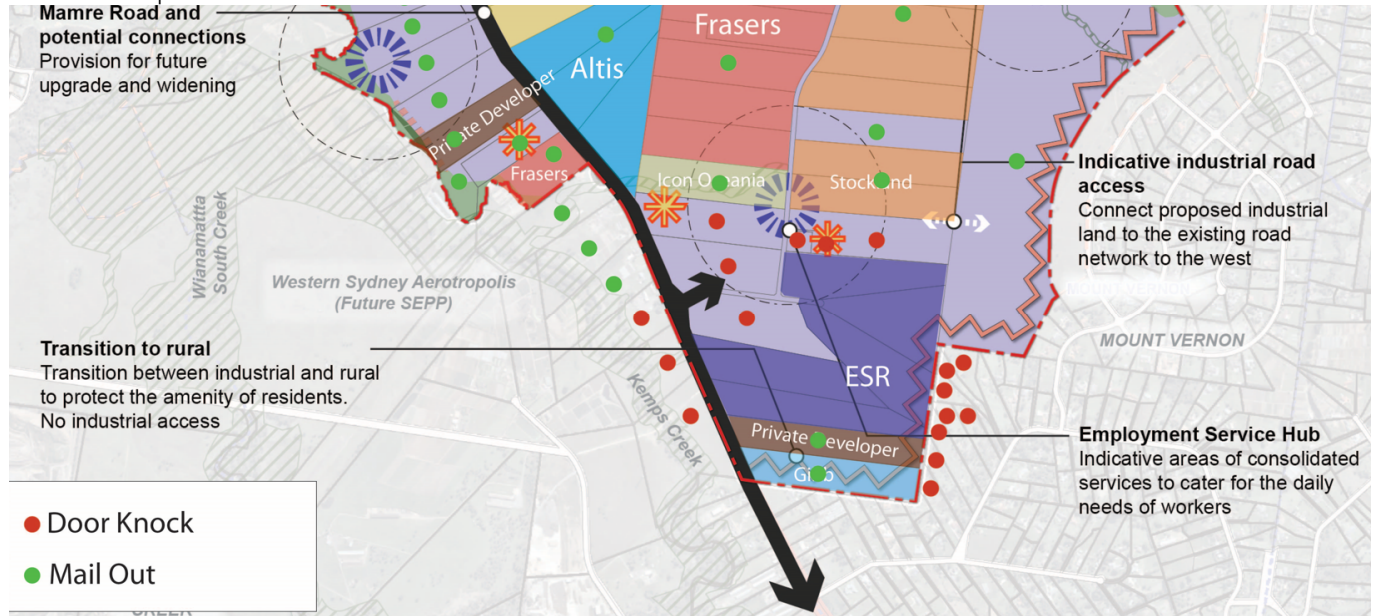 Mamre Road and
potential connections
Provision for future
upgrade and widening
Frasers
Altis
Private Developer
Frasers
Icon Oceania
Stockland
Indicative industrial road
access
Connect proposed industrial
land to the existing road
network to the west
Wianamattta
South Creek
Western Sydney Aerotropolis
(Future SEPP)
MOUNT VERNON
MOUNT VERNON
Transition to rural
Transition between industrial and rural
to protect the amenity of residents.
No industrial access
ESR
Kemps Creek
Private Developer
Employment Service Hub
Indicative areas of consolidated
services to cater for the daily
needs of workers
Door Knock
Mail Out
CREEK